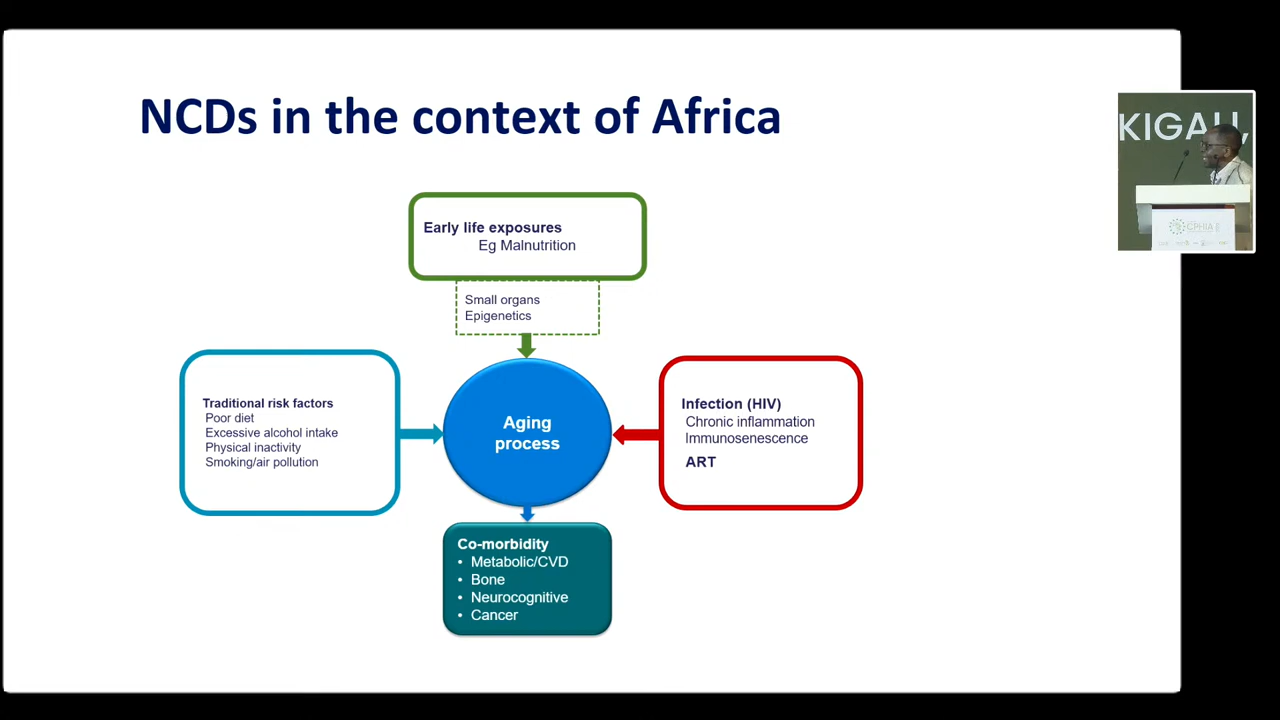 NCDs in the context of Africa
KIGALI,
Early life exposures
Eg Malnutrition
Small organs
Epigenetics
Traditional risk factors
Poor diet
Excessive alcohol intake
Physical inactivity
Smoking/air pollution
Aging
process
Infection (HIV)
Chronic inflammation
Immunosenescence
ART
Co-morbidity
• Metabolic/CVD
• Bone
• Neurocognitive
• Cancer